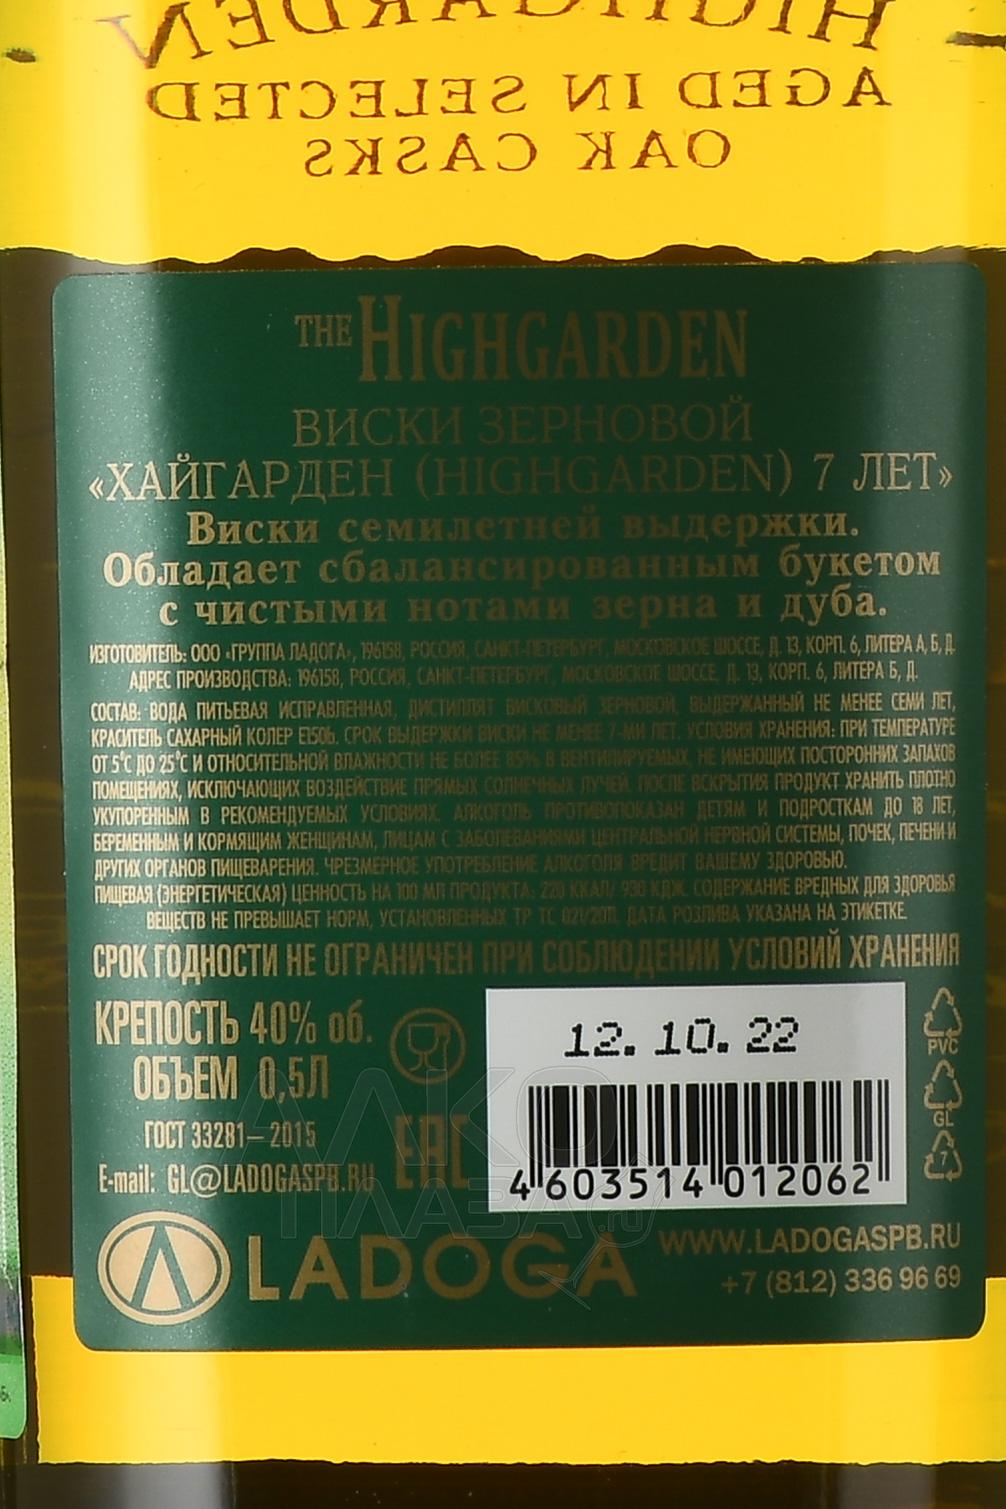 HIGHGARDEN
AGED IN SELECTED
OAK CASKS
THE HIGHGARDEN
ВИСКИ ЗЕРНОВОЙ
«ХАЙГАРДЕН (HIGHGARDEN) 7 ЛЕТ»
Виски семилетней выдержки.
Обладает сбалансированным букетом
с чистыми нотами зерна и дуба.
ИЗГОТОВИТЕЛЬ: ООО «ГРУППА ЛАДОГА», 196158, РОССИЯ, САНКТ-ПЕТЕРБУРГ, МОСКОВСКОЕ ШОССЕ, Д. 13, КОРП. 6, ЛИТЕРА А, Б, Д.
АДРЕС ПРОИЗВОДСТВА: 196158, РОССИЯ, САНКТ-ПЕТЕРБУРГ, МОСКОВСКОЕ ШОССЕ, Д. 13, КОРП. 6, ЛИТЕРА Б, Д.
СОСТАВ: ВОДА ПИТЬЕВАЯ ИСПРАВЛЕННАЯ, ДИСТИЛЛЯТ ВИСКОВЫЙ ЗЕРНОВОЙ, ВЫДЕРЖАННЫЙ НЕ МЕНЕЕ СЕМИ ЛЕТ,
КРАСИТЕЛЬ САХАРНЫЙ КОЛЕР Е150b. СРОК ВЫДЕРЖКИ ВИСКИ НЕ МЕНЕЕ 7-МИ ЛЕТ. УСЛОВИЯ ХРАНЕНИЯ: ПРИ ТЕМПЕРАТУРЕ
ОТ 5°С ДО 25°С И ОТНОСИТЕЛЬНОЙ ВЛАЖНОСТИ НЕ БОЛЕЕ 85% В ВЕНТИЛИРУЕМЫХ, НЕ ИМЕЮЩИХ ПОСТОРОННИХ ЗАПАХОВ
ПОМЕЩЕНИЯХ, ИСКЛЮЧАЮЩИХ ВОЗДЕЙСТВИЕ ПРЯМЫХ СОЛНЕЧНЫХ ЛУЧЕЙ. ПОСЛЕ ВСКРЫТИЯ ПРОДУКТ ХРАНИТЬ ПЛОТНО
УКУПОРЕННЫМ В РЕКОМЕНДУЕМЫХ УСЛОВИЯХ. АЛКОГОЛЬ ПРОТИВОПОКАЗАН ДЕТЯМ И ПОДРОСТКАМ ДО 18 ЛЕТ,
БЕРЕМЕННЫМ И КОРМЯЩИМ ЖЕНЩИНАМ, ЛИЦАМ С ЗАБОЛЕВАНИЯМИ ЦЕНТРАЛЬНОЙ НЕРВНОЙ СИСТЕМЫ, ПОЧЕК, ПЕЧЕНИ И
ДРУГИХ ОРГАНОВ ПИЩЕВАРЕНИЯ. ЧРЕЗМЕРНОЕ УПОТРЕБЛЕНИЕ АЛКОГОЛЯ ВРЕДИТ ВАШЕМУ ЗДОРОВЬЮ.
ПИЩЕВАЯ (ЭНЕРГЕТИЧЕСКАЯ) ЦЕННОСТЬ НА 100 МЛ ПРОДУКТА: 220 ККАЛ/ 930 КДЖ. СОДЕРЖАНИЕ ВРЕДНЫХ ДЛЯ ЗДОРОВЬЯ
ВЕЩЕСТВ НЕ ПРЕВЫШАЕТ НОРМ, УСТАНОВЛЕННЫХ ТР ТС 021/2011. ДАТА РОЗЛИВА УКАЗАНА НА ЭТИКЕТКЕ.
СРОК ГОДНОСТИ НЕ ОГРАНИЧЕН ПРИ СОБЛЮДЕНИИ УСЛОВИЙ ХРАНЕНИЯ
КРЕПОСТЬ 40% об.
ОБЪЕМ 0,5Л
ГОСТ 33281–2015
E-mail: GL@LADOGASPB.RU
EAC
12.10.22
4 603514 012062
PVC
GL
7
LADOGA
WWW.LADOGASPB.RU
+7 (812) 336 96 69
АЛКО
ПЛАЗА.ru